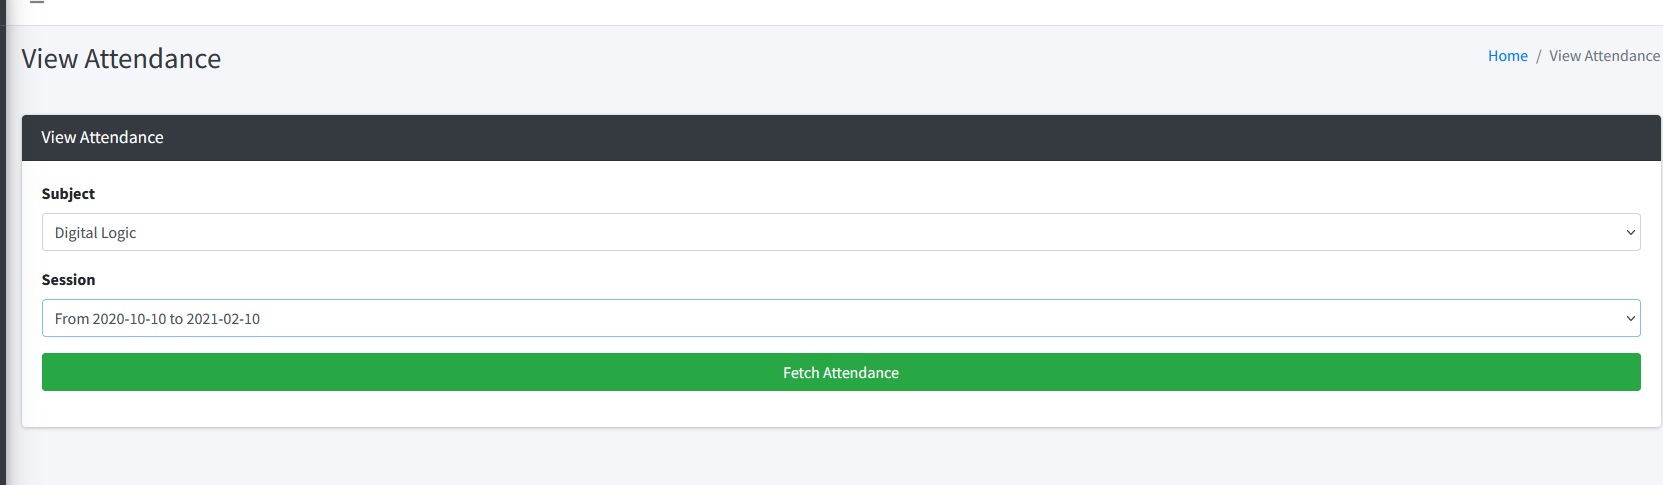 View Attendance
Home / View Attendance
View Attendance
Subject
Digital Logic
Session
From 2020-10-10 to 2021-02-10
Fetch Attendance